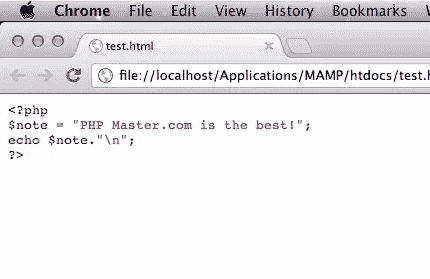 Chrome File Edit View History Bookmarks
test.html
file://localhost/Applications/MAMP/htdocs/test.h
<?php
$note = "PHP Master.com is the best!";
echo $note."\n";
?>